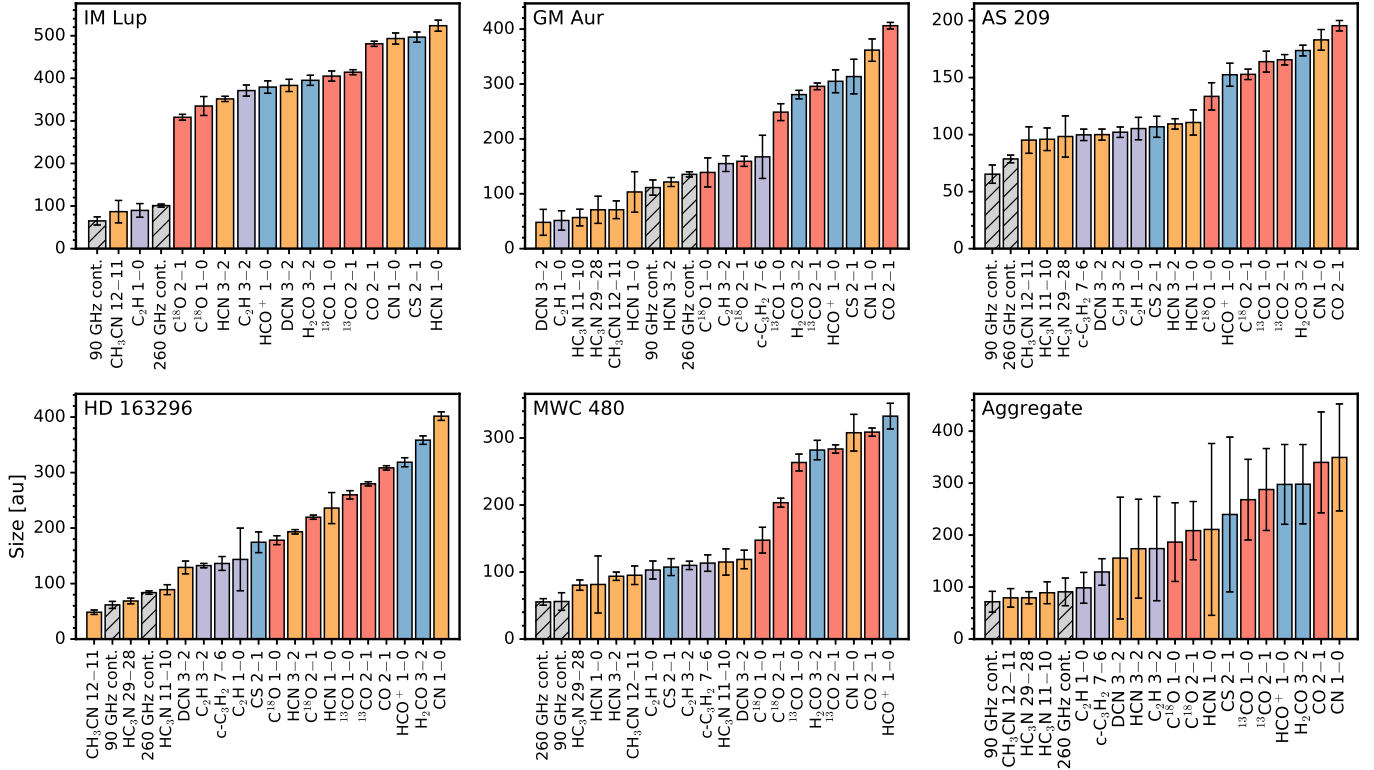 IM Lup
GM Aur
AS 209
0
100
200
300
400
500
0
100
200
300
400
0
50
100
150
200
90 GHz cont.
CH₃CN 12−11
C₂H 1−0
260 GHz cont.
C¹⁸O 2−1
C¹⁸O 1−0
HCN 3−2
C₂H 3−2
HCO⁺ 1−0
DCN 3−2
H₂CO 3−2
¹³CO 1−0
¹³CO 2−1
CO 2−1
CN 1−0
CS 2−1
HCN 1−0
DCN 3−2
C₂H 1−0
HC₃N 11−10
HC₃N 29−28
CH₃CN 12−11
HCN 1−0
90 GHz cont.
HCN 3−2
260 GHz cont.
C¹⁸O 1−0
C₂H 3−2
C¹⁸O 2−1
c-C₃H₂ 7−6
¹³CO 1−0
H₂CO 3−2
¹³CO 2−1
HCO⁺ 1−0
CS 2−1
CN 1−0
CO 2−1
90 GHz cont.
260 GHz cont.
CH₃CN 12−11
HC₃N 11−10
HC₃N 29−28
c-C₃H₂ 7−6
DCN 3−2
C₂H 3−2
C₂H 1−0
CS 2−1
HCN 3−2
HCN 1−0
C¹⁸O 1−0
HCO⁺ 1−0
C¹⁸O 2−1
¹³CO 1−0
¹³CO 2−1
H₂CO 3−2
CN 1−0
CO 2−1
HD 163296
MWC 480
Aggregate
Size [au]
0
100
200
300
400
0
100
200
300
0
100
200
300
400
CH₃CN 12−11
90 GHz cont.
HC₃N 29−28
260 GHz cont.
HC₃N 11−10
DCN 3−2
C₂H 3−2
c-C₃H₂ 7−6
C₂H 1−0
CS 2−1
C¹⁸O 1−0
HCN 3−2
C¹⁸O 2−1
HCN 1−0
¹³CO 1−0
¹³CO 2−1
CO 2−1
HCO⁺ 1−0
H₂CO 3−2
CN 1−0
260 GHz cont.
90 GHz cont.
HC₃N 29−28
HCN 1−0
HCN 3−2
CH₃CN 12−11
C₂H 1−0
CS 2−1
C₂H 3−2
c-C₃H₂ 7−6
HC₃N 11−10
DCN 3−2
C¹⁸O 1−0
C¹⁸O 2−1
¹³CO 1−0
H₂CO 3−2
¹³CO 2−1
CN 1−0
CO 2−1
HCO⁺ 1−0
90 GHz cont.
CH₃CN 12−11
HC₃N 29−28
HC₃N 11−10
260 GHz cont.
C₂H 1−0
c-C₃H₂ 7−6
DCN 3−2
HCN 3−2
C₂H 3−2
C¹⁸O 1−0
C¹⁸O 2−1
HCN 1−0
CS 2−1
¹³CO 1−0
¹³CO 2−1
HCO⁺ 1−0
H₂CO 3−2
CO 2−1
CN 1−0